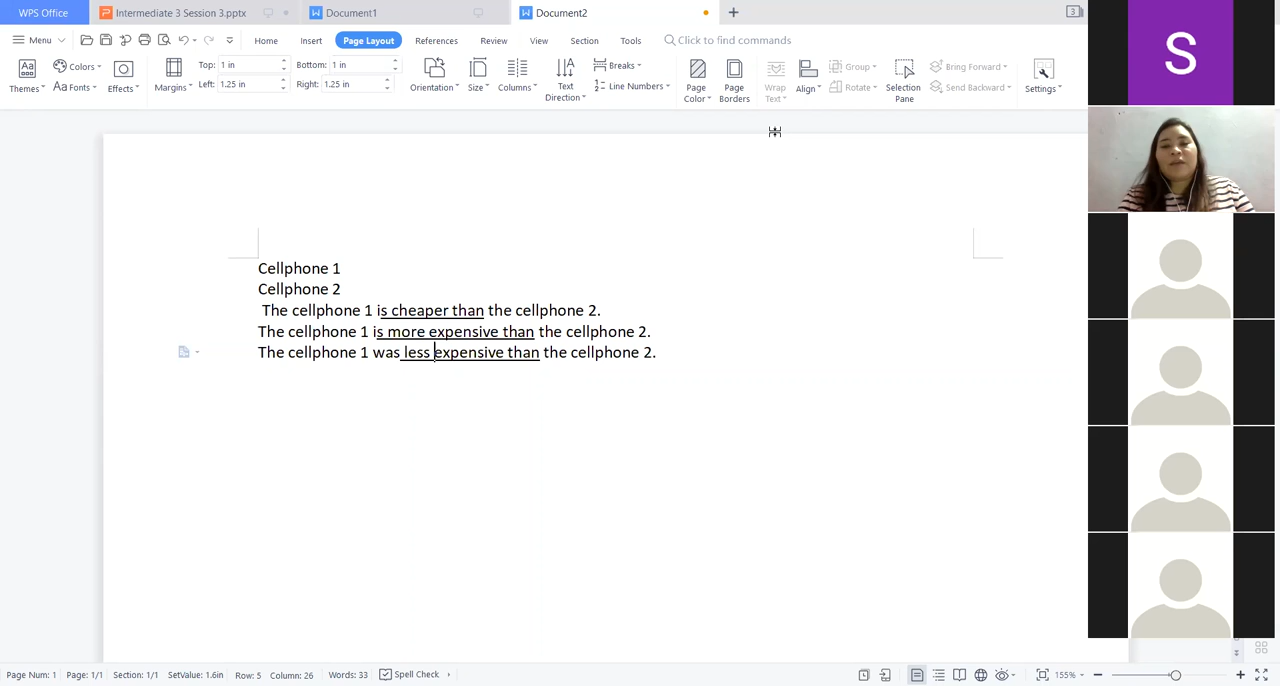 WPS Office Intermediate 3 Session 3.pptx Document1 Document2 3
Menu Home Insert Page Layout References Review View Section Tools Click to find commands
Top: 1 in Bottom: 1 in
Left: 1.25 in Right: 1.25 in
Themes Colors Fonts Effects Margins Orientation Size Columns Text Direction Breaks Line Numbers Page Color Page Borders Wrap Text Align Group Rotate Selection Pane Bring Forward Send Backward Settings
S
Cellphone 1
Cellphone 2
The cellphone 1 is cheaper than the cellphone 2.
The cellphone 1 is more expensive than the cellphone 2.
The cellphone 1 was less expensive than the cellphone 2.
Page Num: 1 Page: 1/1 Section: 1/1 SetValue: 1.6in Row: 5 Column: 26 Words: 33 Spell Check 155%